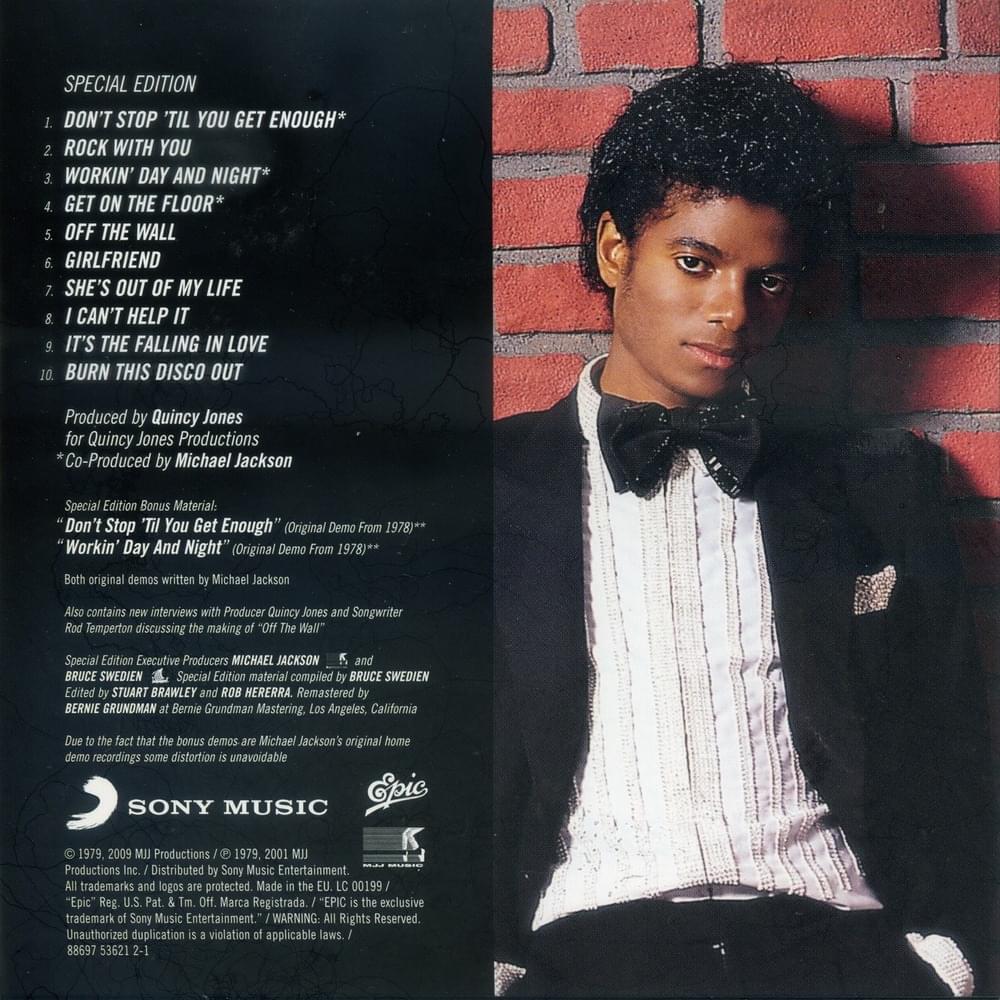 SPECIAL EDITION
1. DON'T STOP 'TIL YOU GET ENOUGH*
2. ROCK WITH YOU
3. WORKIN' DAY AND NIGHT*
4. GET ON THE FLOOR*
5. OFF THE WALL
6. GIRLFRIEND
7. SHE'S OUT OF MY LIFE
8. I CAN'T HELP IT
9. IT'S THE FALLING IN LOVE
10. BURN THIS DISCO OUT
Produced by Quincy Jones
for Quincy Jones Productions
*Co-Produced by Michael Jackson
Special Edition Bonus Material:
“Don't Stop 'Til You Get Enough” (Original Demo From 1978)**
“Workin' Day And Night” (Original Demo From 1978)**
Both original demos written by Michael Jackson
Also contains new interviews with Producer Quincy Jones and Songwriter
Rod Temperton discussing the making of “Off The Wall”
Special Edition Executive Producers MICHAEL JACKSON and
BRUCE SWEDIEN Special Edition material compiled by BRUCE SWEDIEN
Edited by STUART BRAWLEY and ROB HERERRA. Remastered by
BERNIE GRUNDMAN at Bernie Grundman Mastering, Los Angeles, California
Due to the fact that the bonus demos are Michael Jackson's original home
demo recordings some distortion is unavoidable
SONY MUSIC
Epic
MJJ MUSIC
© 1979, 2009 MJJ Productions / ℗ 1979, 2001 MJJ
Productions Inc. / Distributed by Sony Music Entertainment.
All trademarks and logos are protected. Made in the EU. LC 00199 /
“Epic” Reg. U.S. Pat. & Tm. Off. Marca Registrada. / “EPIC is the exclusive
trademark of Sony Music Entertainment.” / WARNING: All Rights Reserved.
Unauthorized duplication is a violation of applicable laws. /
88697 53621 2-1